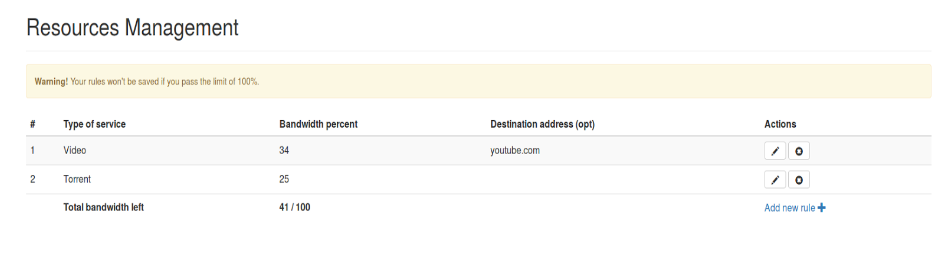 Resources Management
Warning! Your rules won't be saved if you pass the limit of 100%.
# Type of service Bandwidth percent Destination address (opt) Actions
1 Video 34 youtube.com
2 Torrent 25
Total bandwidth left 41 / 100 Add new rule